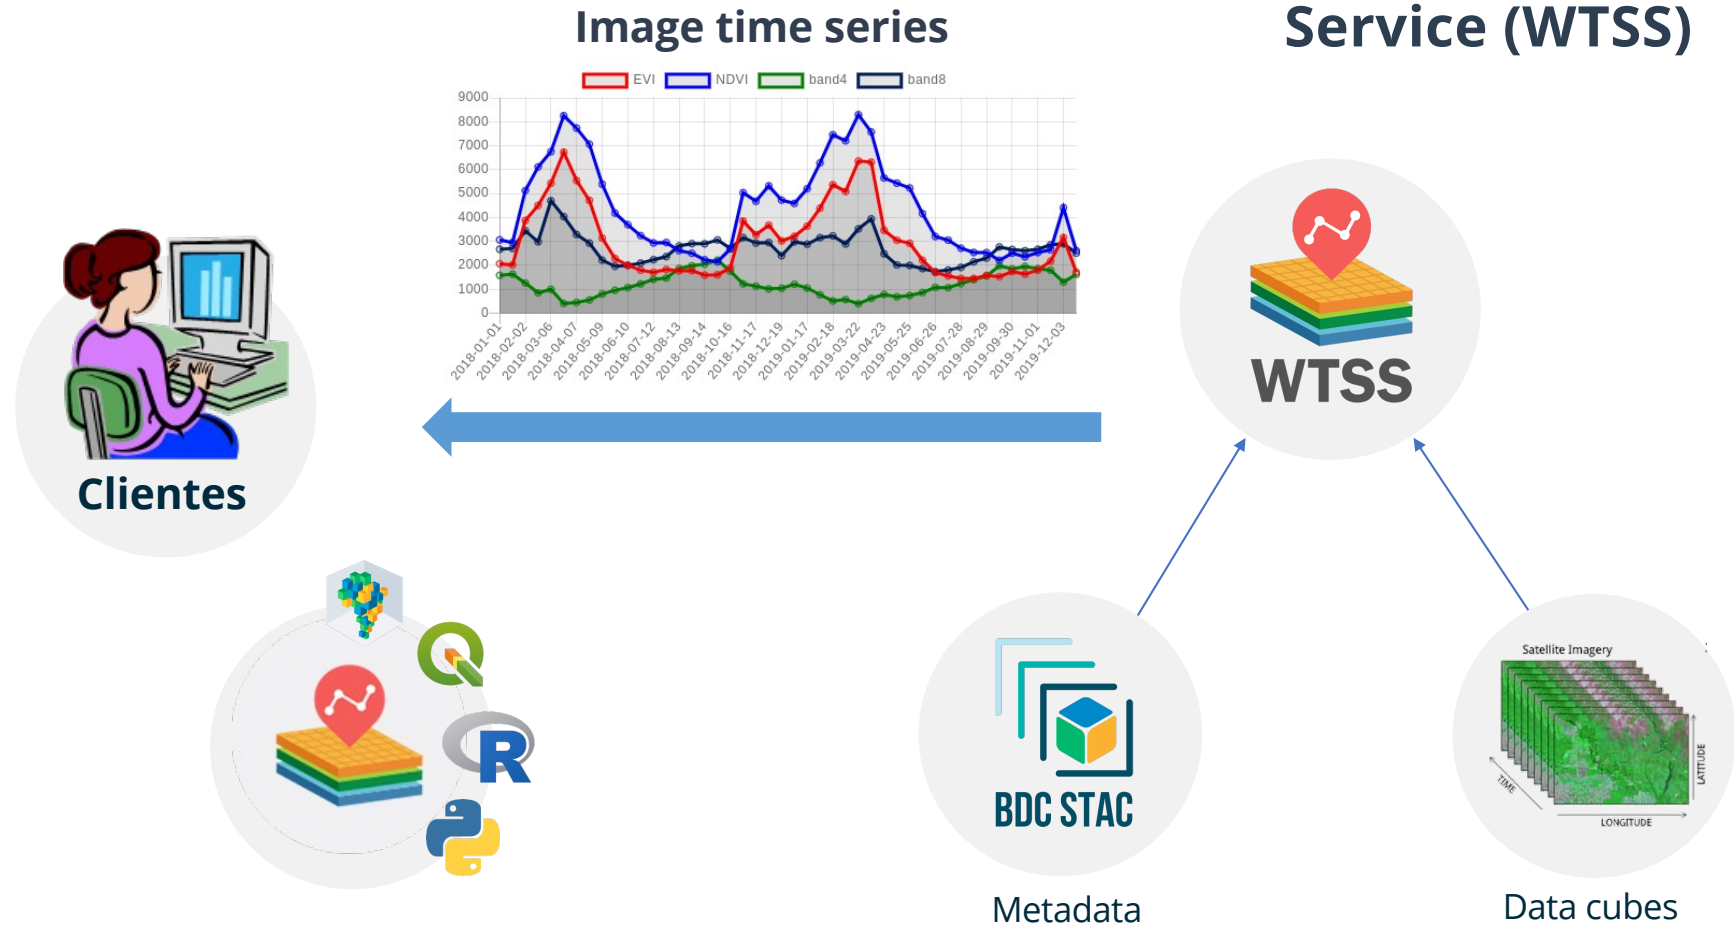 Image time series
Service (WTSS)
EVI NDVI band4 band8
9000
8000
7000
6000
5000
4000
3000
2000
1000
0
2018-01-01
2018-02-02
2018-03-06
2018-04-07
2018-05-09
2018-06-10
2018-07-12
2018-08-13
2018-09-14
2018-10-16
2018-11-17
2018-12-19
2019-01-17
2019-02-18
2019-03-22
2019-04-23
2019-05-25
2019-06-26
2019-07-28
2019-08-29
2019-09-30
2019-11-01
2019-12-03
WTSS
Clientes
R
BDC STAC
Metadata
Satellite Imagery
LATITUDE
TIME
LONGITUDE
Data cubes